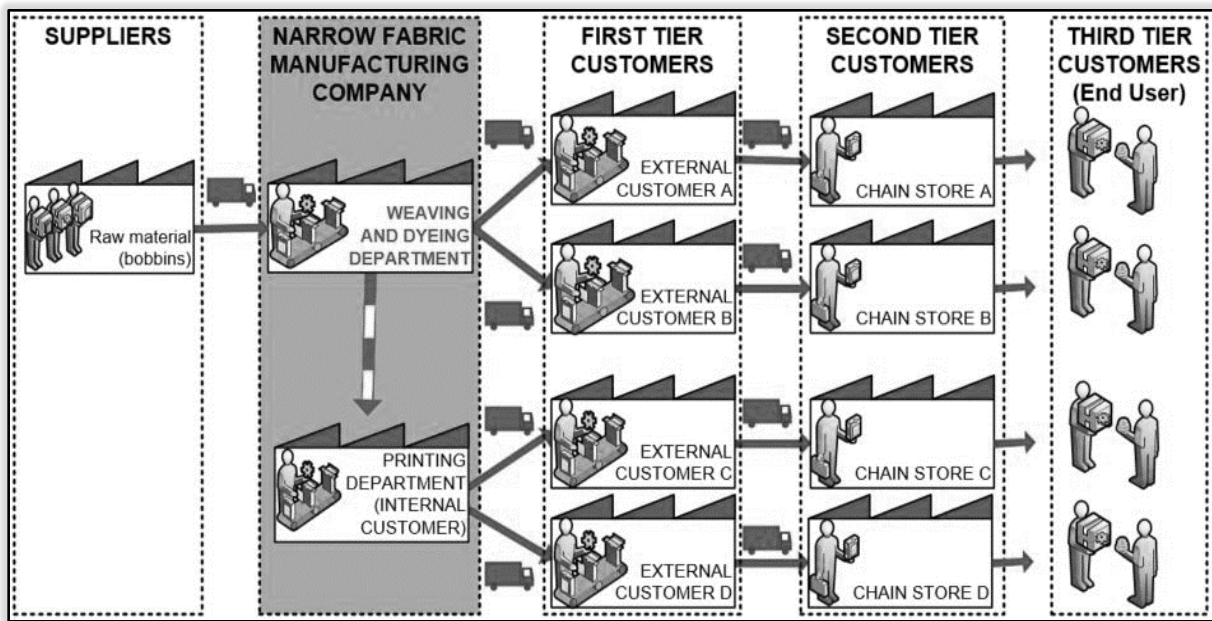 SUPPLIERS
Raw material
(bobbins)
NARROW FABRIC
MANUFACTURING
COMPANY
WEAVING
AND DYEING
DEPARTMENT
PRINTING
DEPARTMENT
(INTERNAL
CUSTOMER)
FIRST TIER
CUSTOMERS
EXTERNAL
CUSTOMER A
EXTERNAL
CUSTOMER B
EXTERNAL
CUSTOMER C
EXTERNAL
CUSTOMER D
SECOND TIER
CUSTOMERS
CHAIN STORE A
CHAIN STORE B
CHAIN STORE C
CHAIN STORE D
THIRD TIER
CUSTOMERS
(End User)